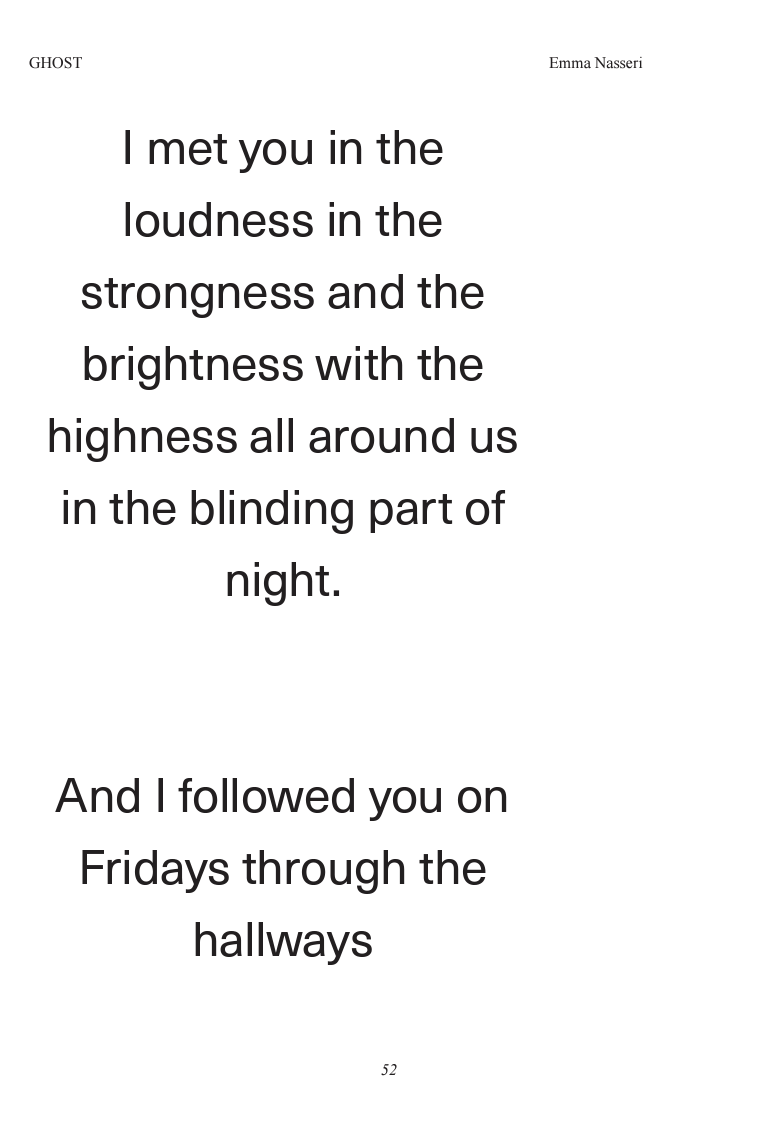 GHOST Emma Nasseri
I met you in the
loudness in the
strongness and the
brightness with the
highness all around us
in the blinding part of
night.
And I followed you on
Fridays through the
hallways
52